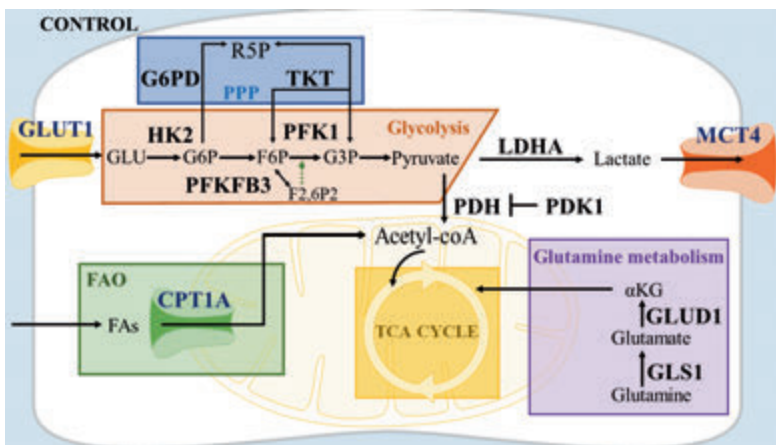 CONTROL
R5P
G6PD
TKT
PPP
GLUT1
HK2
PFK1
Glycolysis
MCT4
GLU
G6P
F6P
G3P
Pyruvate
LDHA
Lactate
PFKFB3
F2,6P2
PDH
PDK1
Acetyl-coA
Glutamine metabolism
FAO
CPT1A
αKG
FAs
GLUD1
TCA CYCLE
Glutamate
GLS1
Glutamine